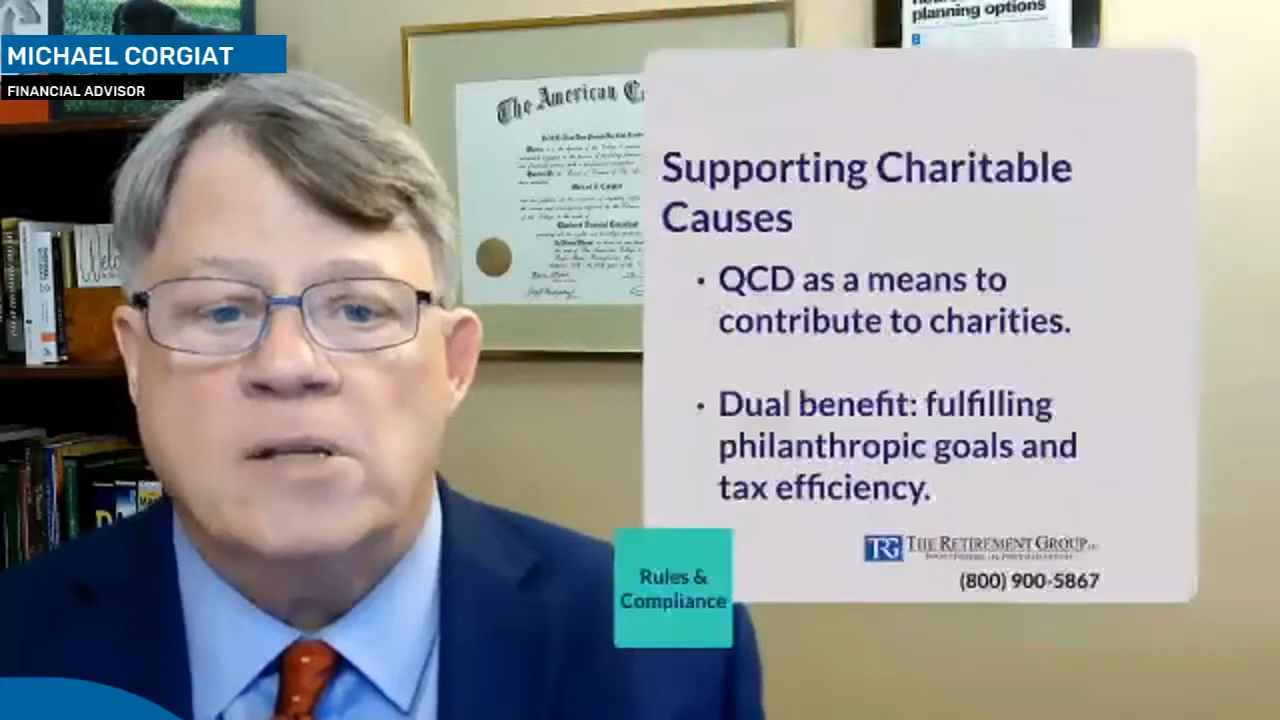 MICHAEL CORGIAT
FINANCIAL ADVISOR
planning options
The American
Supporting Charitable
Causes
· QCD as a means to
contribute to charities.
· Dual benefit: fulfilling
philanthropic goals and
tax efficiency.
TRG THE RETIREMENT GROUP
(800) 900-5867
Rules &
Compliance